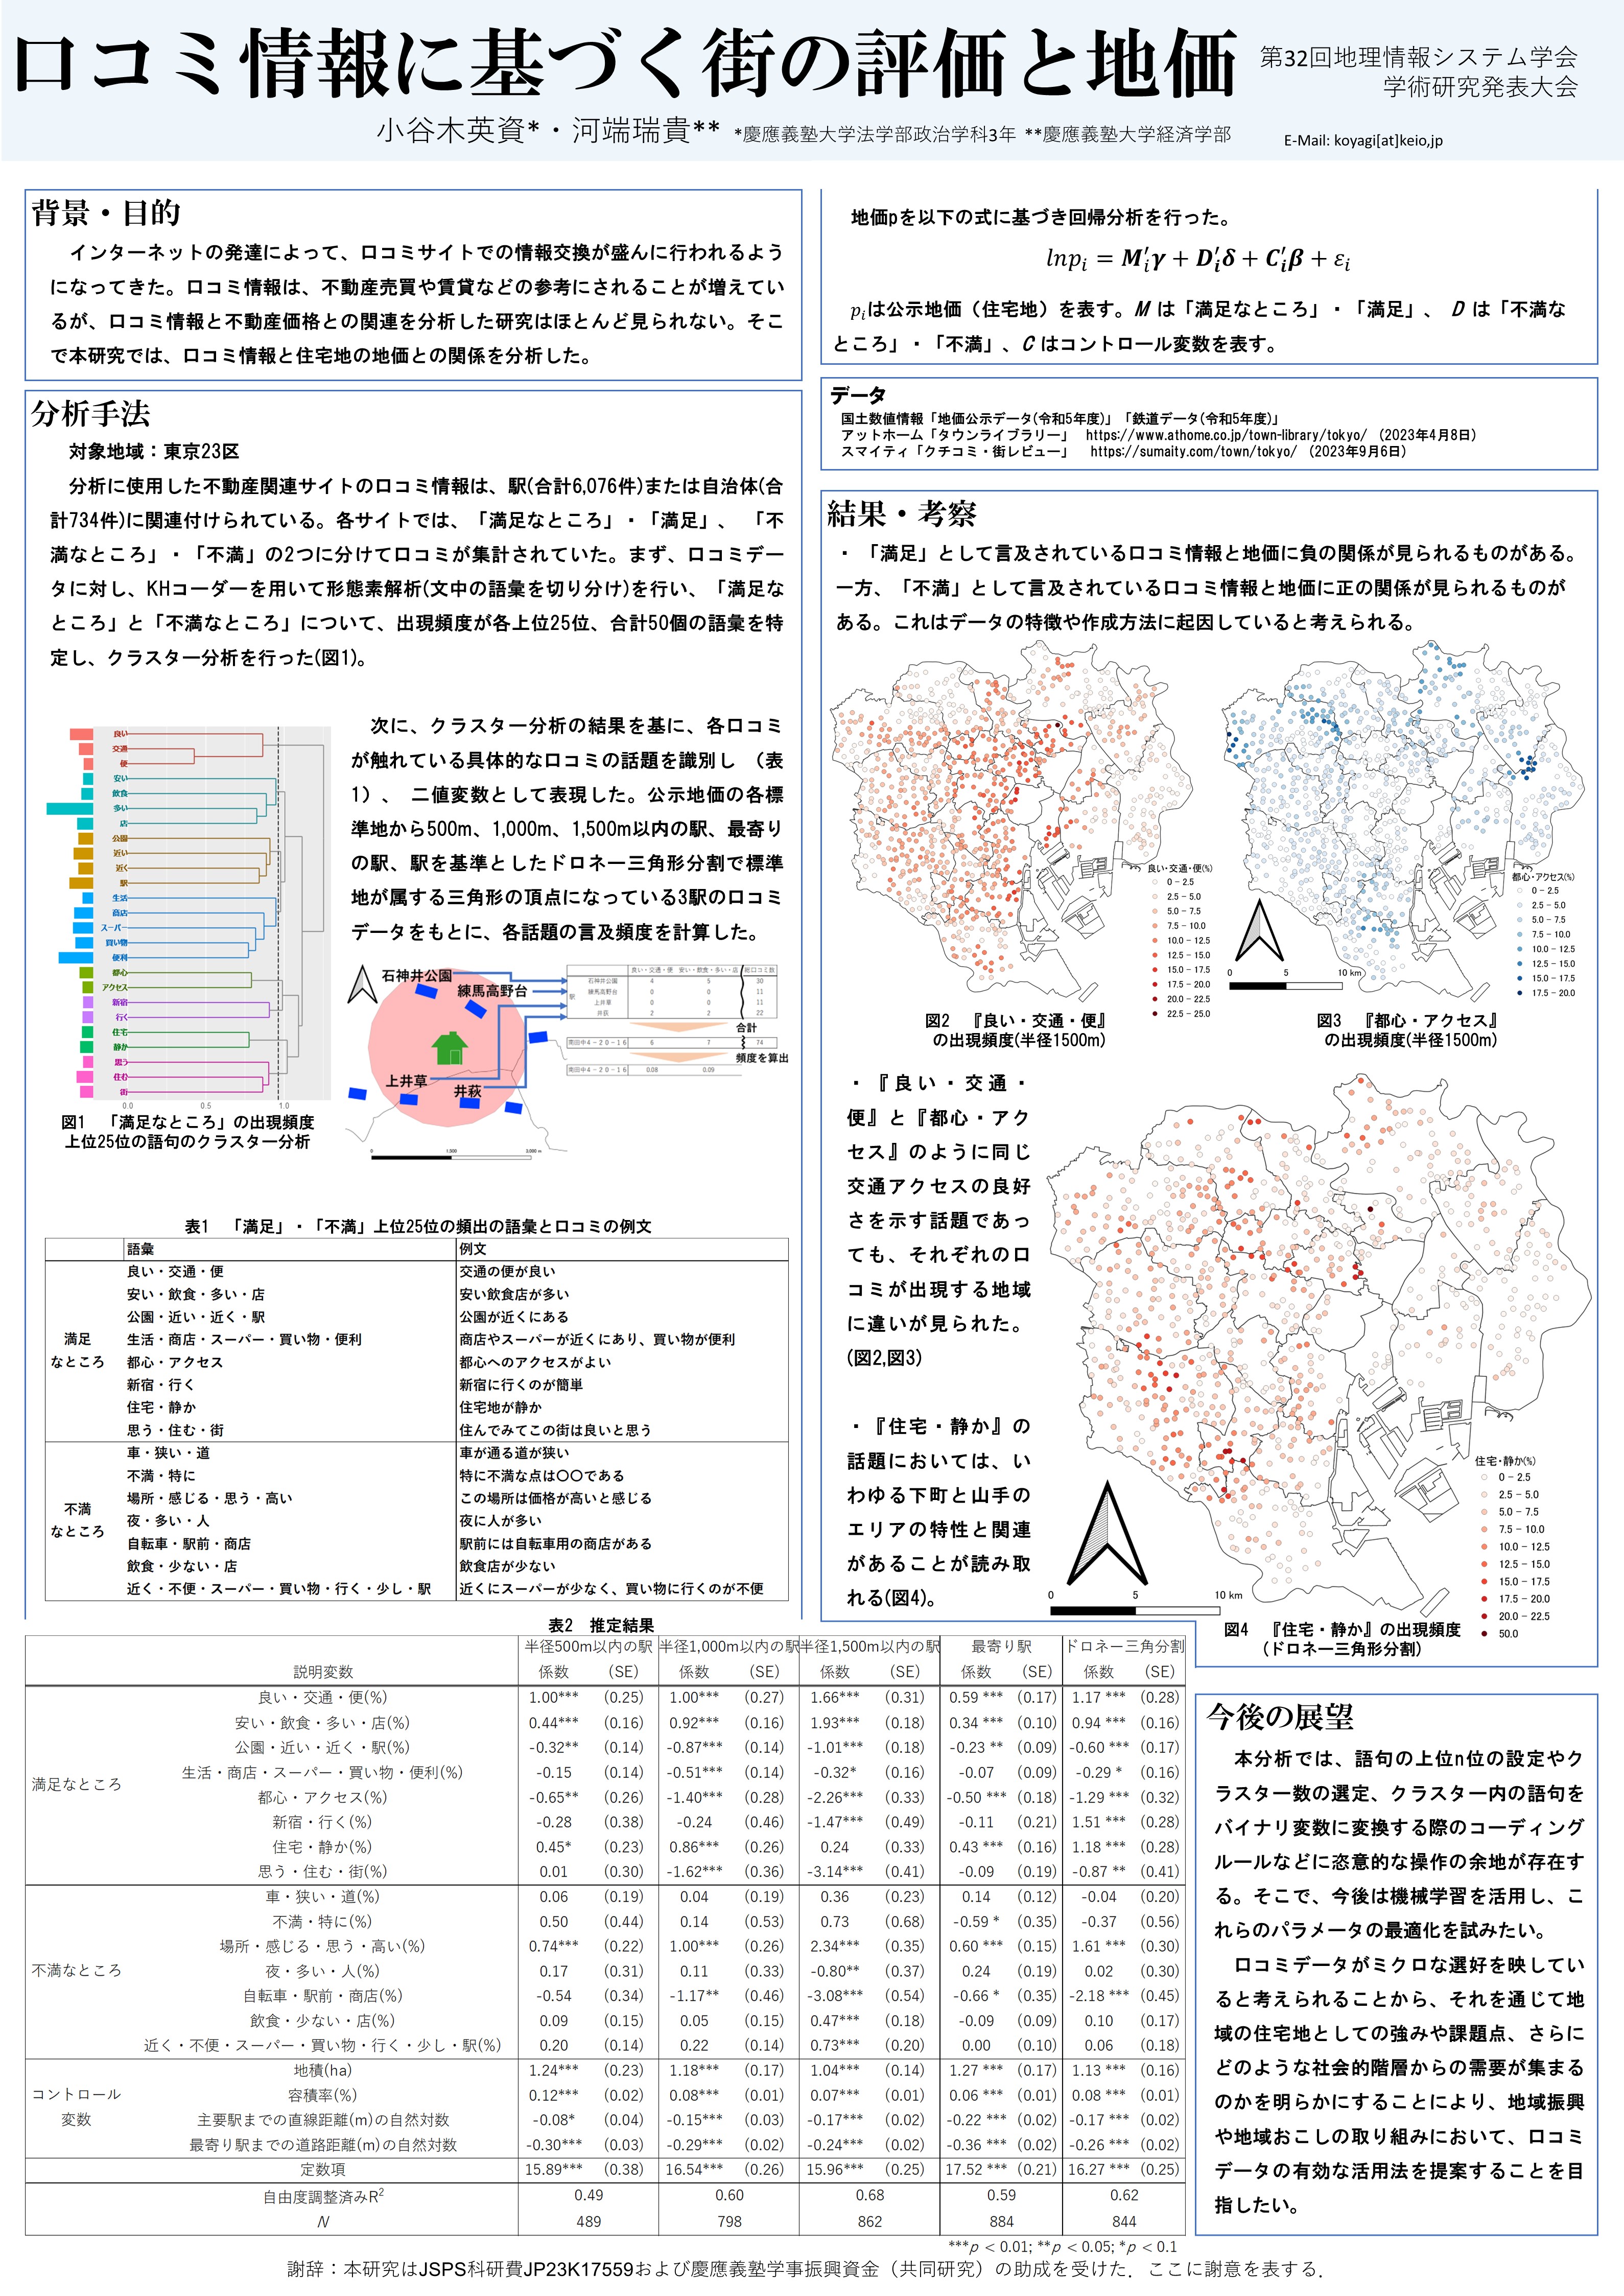 口コミ情報に基づく街の評価と地価
第32回地理情報システム学会
学術研究発表大会
小谷木英資*・河端瑞貴** *慶應義塾大学法学部政治学科3年 **慶應義塾大学経済学部
E-Mail: koyagi[at]keio,jp
背景・目的
インターネットの発達によって、口コミサイトでの情報交換が盛んに行われるよう
になってきた。口コミ情報は、不動産売買や賃貸などの参考にされることが増えてい
るが、口コミ情報と不動産価格との関連を分析した研究はほとんど見られない。そこ
で本研究では、口コミ情報と住宅地の地価との関係を分析した。
分析手法
対象地域：東京23区
分析に使用した不動産関連サイトの口コミ情報は、駅(合計6,076件)または自治体(合
計734件)に関連付けられている。各サイトでは、「満足なところ」・「満足」、 「不
満なところ」・「不満」の2つに分けて口コミが集計されていた。まず、口コミデー
タに対し、KHコーダーを用いて形態素解析(文中の語彙を切り分け)を行い、「満足な
ところ」と「不満なところ」について、出現頻度が各上位25位、合計50個の語彙を特
定し、クラスター分析を行った(図1)。
良い
交通
便
安い
飲食
多い
店
公園
近い
近く
駅
生活
商店
スーパー
買い物
便利
都心
アクセス
新宿
行く
住宅
静か
思う
住む
街
0.0 0.5 1.0
図1 「満足なところ」の出現頻度
上位25位の語句のクラスター分析
次に、クラスター分析の結果を基に、各口コミ
が触れている具体的な口コミの話題を識別し （表
1）、 二値変数として表現した。公示地価の各標
準地から500m、1,000m、1,500m以内の駅、最寄り
の駅、駅を基準としたドロネー三角形分割で標準
地が属する三角形の頂点になっている3駅の口コミ
データをもとに、各話題の言及頻度を計算した。
石神井公園
練馬高野台
上井草
井荻
0 1,500 3,000 m
良い・交通・便 安い・飲食・多い・店 総口コミ数
駅
石神井公園 4 5 30
練馬高野台 0 0 11
上井草 0 0 11
井荻 2 2 22
合計
南田中4－20－16 6 7 74
頻度を算出
南田中4－20－16 0.08 0.09
表1 「満足」・「不満」上位25位の頻出の語彙と口コミの例文
語彙 例文
満足
なところ
良い・交通・便 交通の便が良い
安い・飲食・多い・店 安い飲食店が多い
公園・近い・近く・駅 公園が近くにある
生活・商店・スーパー・買い物・便利 商店やスーパーが近くにあり、買い物が便利
都心・アクセス 都心へのアクセスがよい
新宿・行く 新宿に行くのが簡単
住宅・静か 住宅地が静か
思う・住む・街 住んでみてこの街は良いと思う
不満
なところ
車・狭い・道 車が通る道が狭い
不満・特に 特に不満な点は〇〇である
場所・感じる・思う・高い この場所は価格が高いと感じる
夜・多い・人 夜に人が多い
自転車・駅前・商店 駅前には自転車用の商店がある
飲食・少ない・店 飲食店が少ない
近く・不便・スーパー・買い物・行く・少し・駅 近くにスーパーが少なく、買い物に行くのが不便
地価pを以下の式に基づき回帰分析を行った。
lnp_i = M′_iγ + D′_iδ + C′_iβ + ε_i
p_iは公示地価（住宅地）を表す。M は「満足なところ」・「満足」、 D は「不満な
ところ」・「不満」、C はコントロール変数を表す。
データ
国土数値情報「地価公示データ(令和5年度)」「鉄道データ(令和5年度)」
アットホーム「タウンライブラリー」 https://www.athome.co.jp/town-library/tokyo/ （2023年4月8日）
スマイティ「クチコミ・街レビュー」 https://sumaity.com/town/tokyo/ （2023年9月6日）
結果・考察
・ 「満足」として言及されている口コミ情報と地価に負の関係が見られるものがある。
一方、「不満」として言及されている口コミ情報と地価に正の関係が見られるものが
ある。これはデータの特徴や作成方法に起因していると考えられる。
良い・交通・便(%)
0 – 2.5
2.5 – 5.0
5.0 – 7.5
7.5 – 10.0
10.0 – 12.5
12.5 – 15.0
15.0 – 17.5
17.5 – 20.0
20.0 – 22.5
22.5 – 25.0
図2 『良い・交通・便』
の出現頻度(半径1500m)
都心・アクセス(%)
0 – 2.5
2.5 – 5.0
5.0 – 7.5
7.5 – 10.0
10.0 – 12.5
12.5 – 15.0
15.0 – 17.5
17.5 – 20.0
0 5 10 km
図3 『都心・アクセス』
の出現頻度(半径1500m)
・『良い・交通・
便』と『都心・アク
セス』のように同じ
交通アクセスの良好
さを示す話題であっ
ても、それぞれの口
コミが出現する地域
に違いが見られた。
(図2,図3)
・『住宅・静か』の
話題においては、い
わゆる下町と山手の
エリアの特性と関連
があることが読み取
れる(図4)。
住宅・静か(%)
0 – 2.5
2.5 – 5.0
5.0 – 7.5
7.5 – 10.0
10.0 – 12.5
12.5 – 15.0
15.0 – 17.5
17.5 – 20.0
20.0 – 22.5
50.0
0 5 10 km
図4 『住宅・静か』の出現頻度
(ドロネー三角形分割)
表2 推定結果
半径500m以内の駅 半径1,000m以内の駅 半径1,500m以内の駅 最寄り駅 ドロネー三角分割
説明変数 係数 (SE) 係数 (SE) 係数 (SE) 係数 (SE) 係数 (SE)
満足なところ
良い・交通・便(%) 1.00*** (0.25) 1.00*** (0.27) 1.66*** (0.31) 0.59 *** (0.17) 1.17 *** (0.28)
安い・飲食・多い・店(%) 0.44*** (0.16) 0.92*** (0.16) 1.93*** (0.18) 0.34 *** (0.10) 0.94 *** (0.16)
公園・近い・近く・駅(%) -0.32** (0.14) -0.87*** (0.14) -1.01*** (0.18) -0.23 ** (0.09) -0.60 *** (0.17)
生活・商店・スーパー・買い物・便利(%) -0.15 (0.14) -0.51*** (0.14) -0.32* (0.16) -0.07 (0.09) -0.29 * (0.16)
都心・アクセス(%) -0.65** (0.26) -1.40*** (0.28) -2.26*** (0.33) -0.50 *** (0.18) -1.29 *** (0.32)
新宿・行く(%) -0.28 (0.38) -0.24 (0.46) -1.47*** (0.49) -0.11 (0.21) 1.51 *** (0.28)
住宅・静か(%) 0.45* (0.23) 0.86*** (0.26) 0.24 (0.33) 0.43 *** (0.16) 1.18 *** (0.28)
思う・住む・街(%) 0.01 (0.30) -1.62*** (0.36) -3.14*** (0.41) -0.09 (0.19) -0.87 ** (0.41)
不満なところ
車・狭い・道(%) 0.06 (0.19) 0.04 (0.19) 0.36 (0.23) 0.14 (0.12) -0.04 (0.20)
不満・特に(%) 0.50 (0.44) 0.14 (0.53) 0.73 (0.68) -0.59 * (0.35) -0.37 (0.56)
場所・感じる・思う・高い(%) 0.74*** (0.22) 1.00*** (0.26) 2.34*** (0.35) 0.60 *** (0.15) 1.61 *** (0.30)
夜・多い・人(%) 0.17 (0.31) 0.11 (0.33) -0.80** (0.37) 0.24 (0.19) 0.02 (0.30)
自転車・駅前・商店(%) -0.54 (0.34) -1.17** (0.46) -3.08*** (0.54) -0.66 * (0.35) -2.18 *** (0.45)
飲食・少ない・店(%) 0.09 (0.15) 0.05 (0.15) 0.47*** (0.18) -0.09 (0.09) 0.10 (0.17)
近く・不便・スーパー・買い物・行く・少し・駅(%) 0.20 (0.14) 0.22 (0.14) 0.73*** (0.20) 0.00 (0.10) 0.06 (0.18)
コントロール
変数
地積(ha) 1.24*** (0.23) 1.18*** (0.17) 1.04*** (0.14) 1.27 *** (0.17) 1.13 *** (0.16)
容積率(%) 0.12*** (0.02) 0.08*** (0.01) 0.07*** (0.01) 0.06 *** (0.01) 0.08 *** (0.01)
主要駅までの直線距離(m)の自然対数 -0.08* (0.04) -0.15*** (0.03) -0.17*** (0.02) -0.22 *** (0.02) -0.17 *** (0.02)
最寄り駅までの道路距離(m)の自然対数 -0.30*** (0.03) -0.29*** (0.02) -0.24*** (0.02) -0.36 *** (0.02) -0.26 *** (0.02)
定数項 15.89*** (0.38) 16.54*** (0.26) 15.96*** (0.25) 17.52 *** (0.21) 16.27 *** (0.25)
自由度調整済みR² 0.49 0.60 0.68 0.59 0.62
N 489 798 862 884 844
***p < 0.01; **p < 0.05; *p < 0.1
今後の展望
本分析では、語句の上位n位の設定やク
ラスター数の選定、クラスター内の語句を
バイナリ変数に変換する際のコーディング
ルールなどに恣意的な操作の余地が存在す
る。そこで、今後は機械学習を活用し、こ
れらのパラメータの最適化を試みたい。
口コミデータがミクロな選好を映してい
ると考えられることから、それを通じて地
域の住宅地としての強みや課題点、さらに
どのような社会的階層からの需要が集まる
のかを明らかにすることにより、地域振興
や地域おこしの取り組みにおいて、口コミ
データの有効な活用法を提案することを目
指したい。
謝辞：本研究はJSPS科研費JP23K17559および慶應義塾学事振興資金（共同研究）の助成を受けた．ここに謝意を表する．